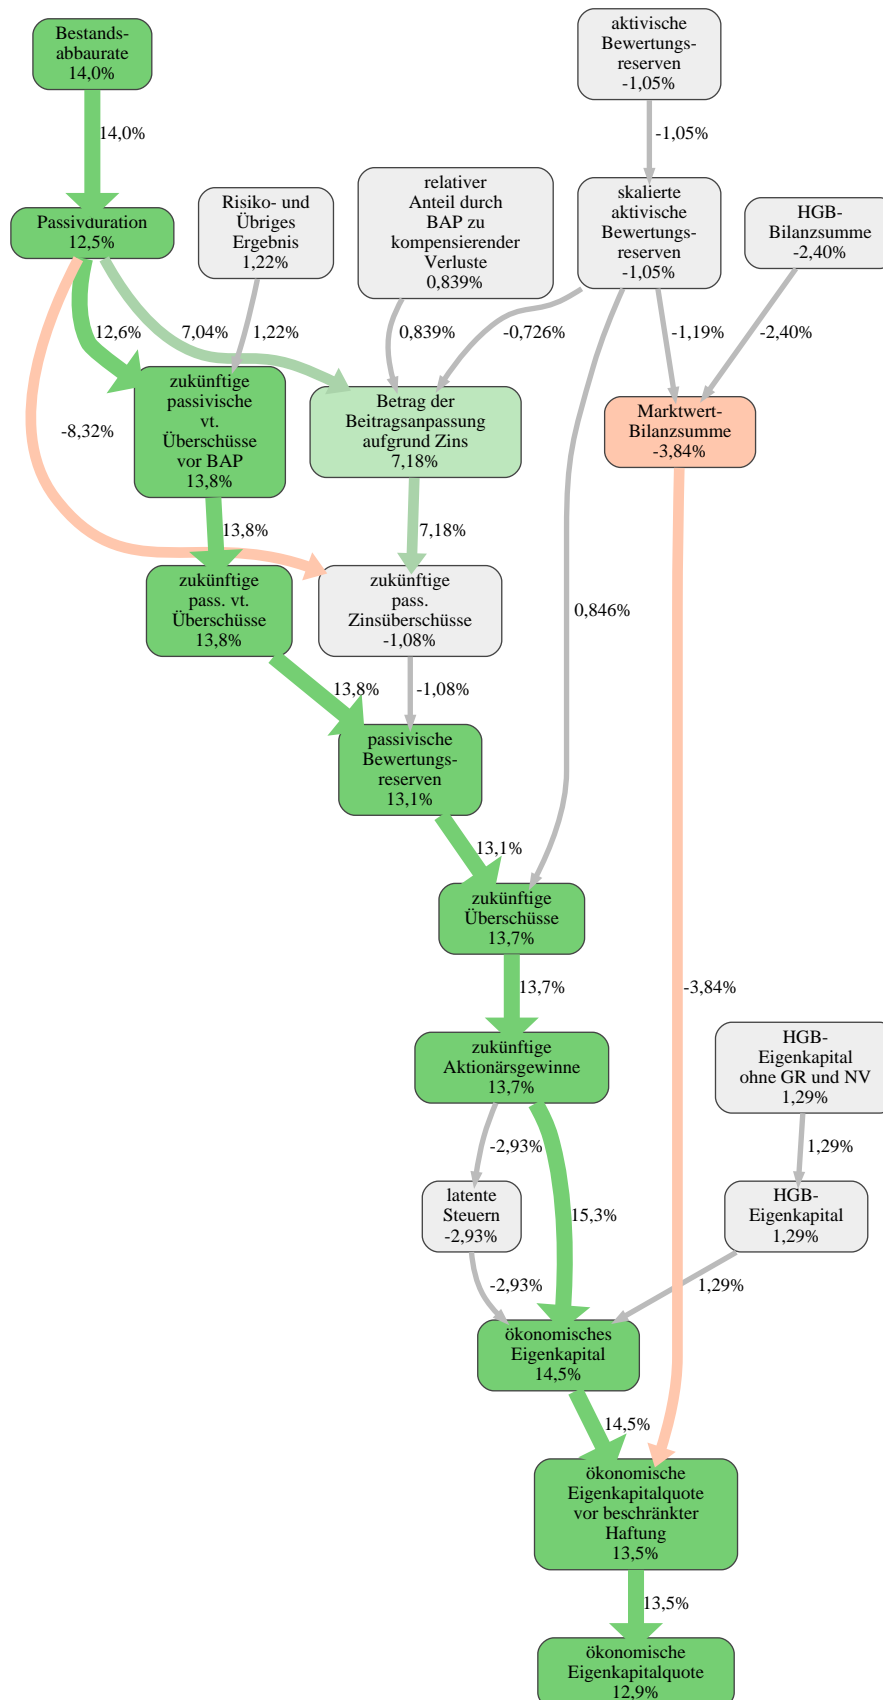 Bestands-
abbaurate
14,0%
aktivische
Bewertungs-
reserven
-1,05%
14,0%
-1,05%
Passivduration
12,5%
Risiko- und
Übriges
Ergebnis
1,22%
relativer
Anteil durch
BAP zu
kompensierender
Verluste
0,839%
skalierte
aktivische
Bewertungs-
reserven
-1,05%
HGB-
Bilanzsumme
-2,40%
12,6%
7,04%
1,22%
0,839%
-0,726%
-1,19%
-2,40%
-8,32%
zukünftige
passivische
vt.
Überschüsse
vor BAP
13,8%
Betrag der
Beitragsanpassung
aufgrund Zins
7,18%
Marktwert-
Bilanzsumme
-3,84%
13,8%
7,18%
zukünftige
pass. vt.
Überschüsse
13,8%
zukünftige
pass.
Zinsüberschüsse
-1,08%
0,846%
13,8%
-1,08%
passivische
Bewertungs-
reserven
13,1%
13,1%
zukünftige
Überschüsse
13,7%
13,7%
-3,84%
zukünftige
Aktionärsgewinne
13,7%
HGB-
Eigenkapital
ohne GR und NV
1,29%
-2,93%
1,29%
latente
Steuern
-2,93%
15,3%
HGB-
Eigenkapital
1,29%
-2,93%
1,29%
ökonomisches
Eigenkapital
14,5%
14,5%
ökonomische
Eigenkapitalquote
vor beschränkter
Haftung
13,5%
13,5%
ökonomische
Eigenkapitalquote
12,9%